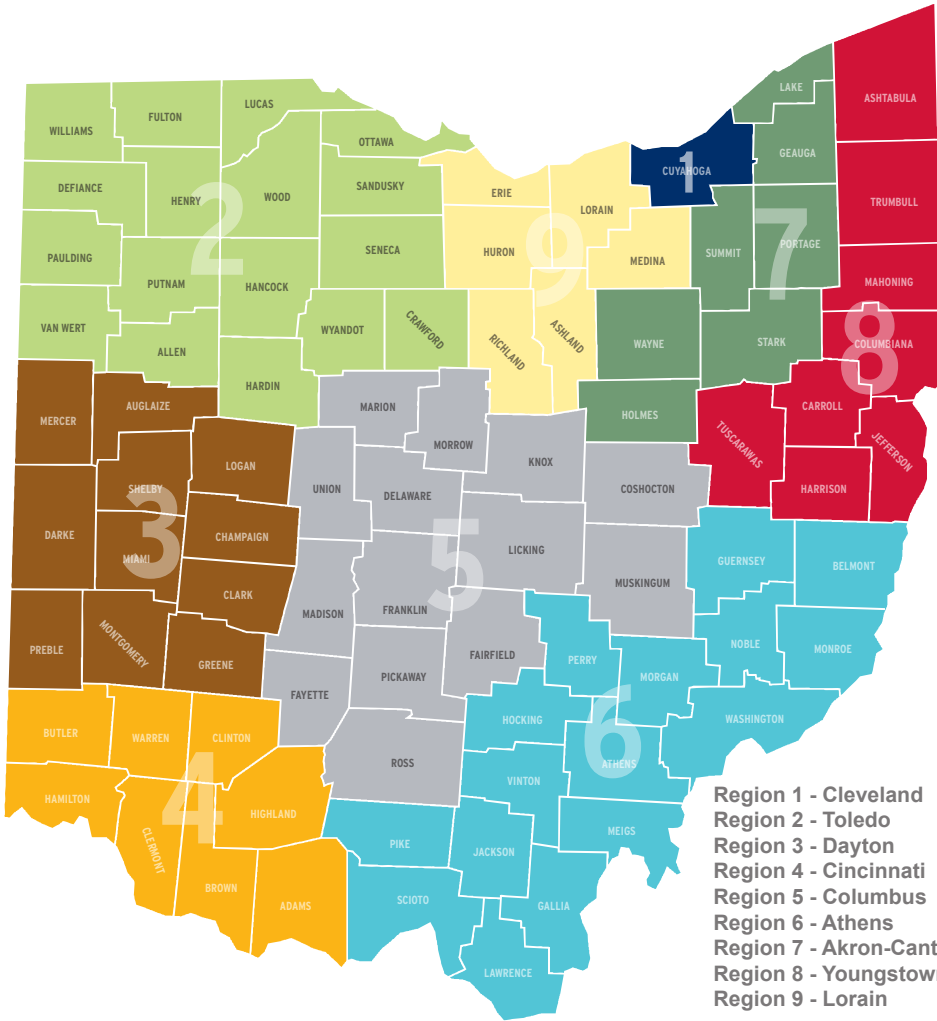 LAKE
ASHTABULA
LUCAS
FULTON
WILLIAMS
OTTAWA
GEAUGA
CUYAHOGA
1
DEFIANCE
SANDUSKY
ERIE
HENRY
WOOD
2
LORAIN
TRUMBULL
HURON
9
SENECA
MEDINA
SUMMIT
PORTAGE
7
PAULDING
PUTNAM
HANCOCK
MAHONING
VAN WERT
WYANDOT
CRAWFORD
RICHLAND
ASHLAND
WAYNE
STARK
COLUMBIANA
8
ALLEN
HARDIN
MERCER
AUGLAIZE
MARION
MORROW
HOLMES
CARROLL
TUSCARAWAS
JEFFERSON
LOGAN
KNOX
SHELBY
UNION
DELAWARE
COSHOCTON
HARRISON
DARKE
3
MIAMI
CHAMPAIGN
5
LICKING
GUERNSEY
BELMONT
MUSKINGUM
CLARK
MADISON
FRANKLIN
PREBLE
MONTGOMERY
GREENE
FAIRFIELD
PERRY
NOBLE
MONROE
PICKAWAY
MORGAN
FAYETTE
BUTLER
WARREN
CLINTON
HOCKING
WASHINGTON
6
ATHENS
ROSS
HAMILTON
4
HIGHLAND
VINTON
CLERMONT
PIKE
JACKSON
MEIGS
BROWN
ADAMS
SCIOTO
GALLIA
LAWRENCE
Region 1 - Cleveland
Region 2 - Toledo
Region 3 - Dayton
Region 4 - Cincinnati
Region 5 - Columbus
Region 6 - Athens
Region 7 - Akron-Cant
Region 8 - Youngstow
Region 9 - Lorain